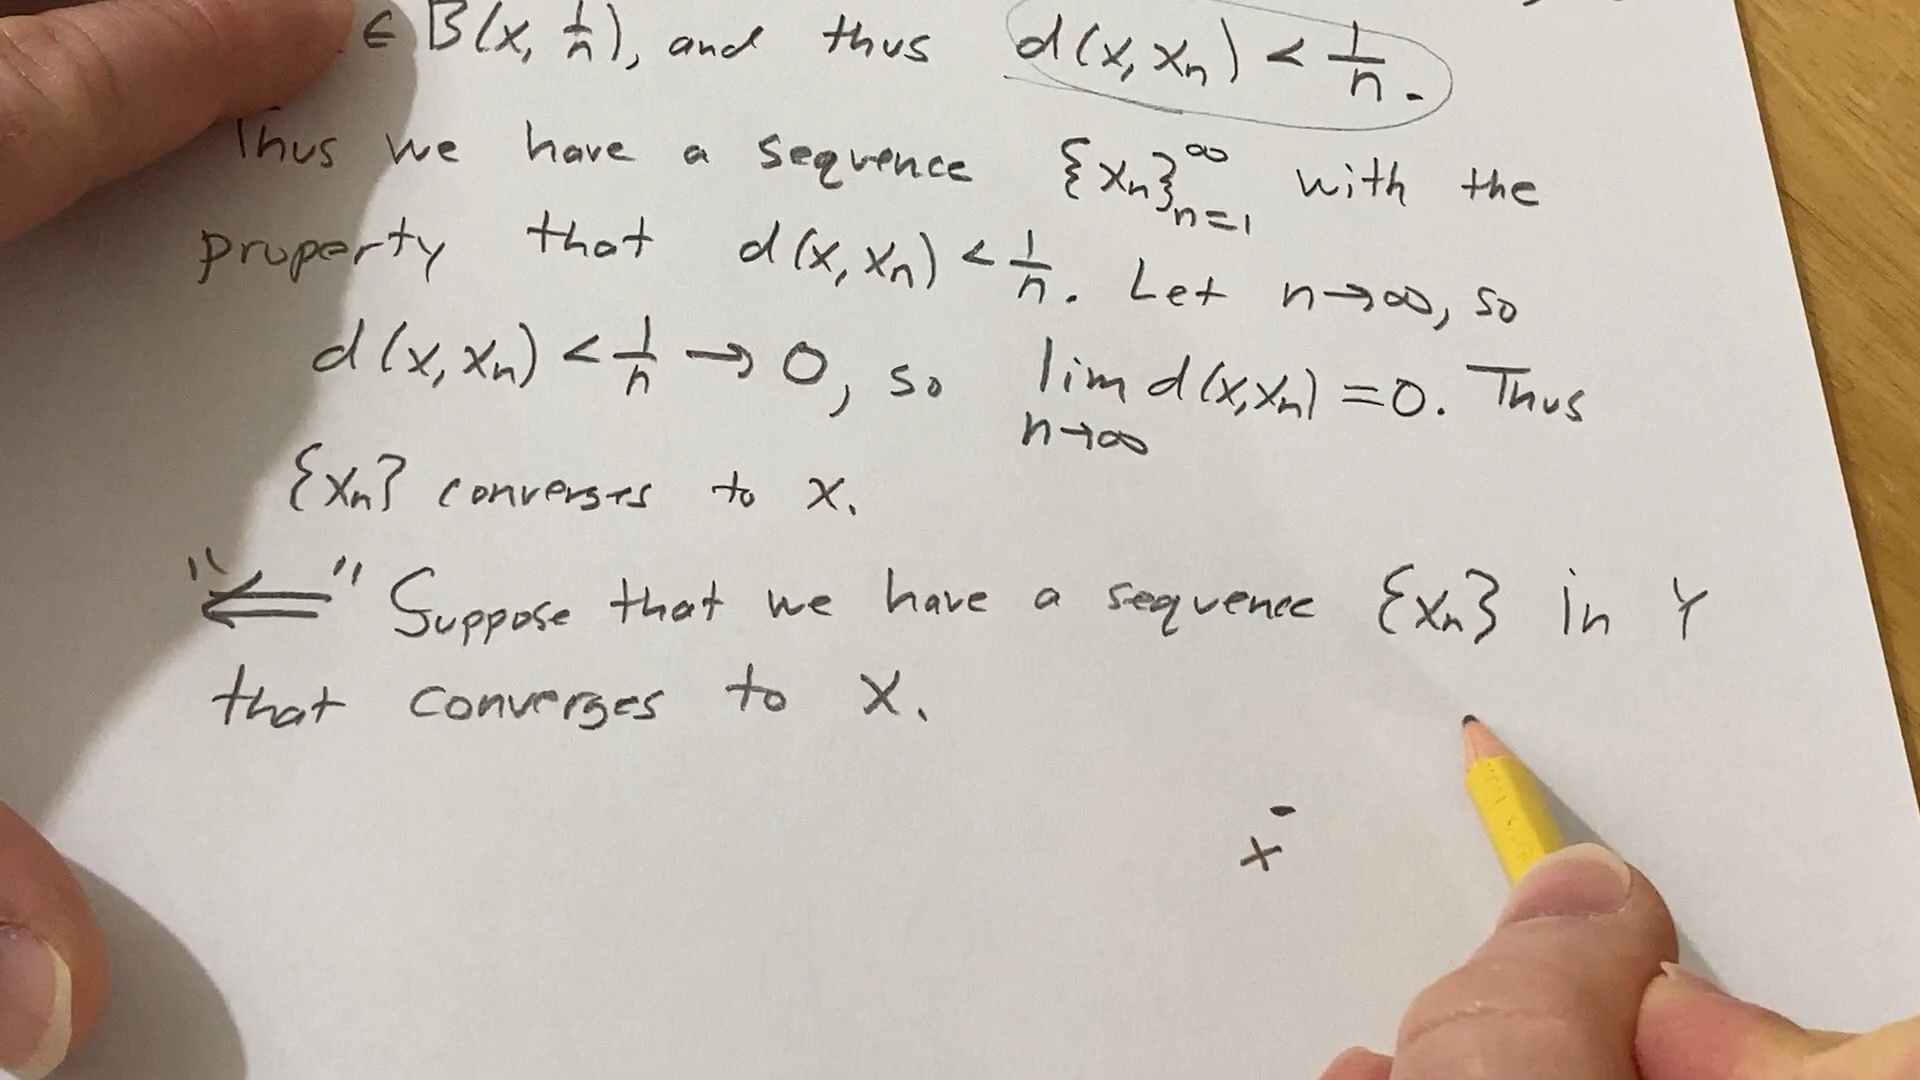 ∈ B(x, 1/n), and thus d(x, xn) < 1/n.
Thus we have a sequence {xn}∞n=1 with the
property that d(x, xn) < 1/n. Let n→∞, so
d(x, xn) < 1/n → 0, so lim n→∞ d(x, xn) = 0. Thus
{xn} converges to x.
"⟸" Suppose that we have a sequence {xn} in Y
that converges to x.
x